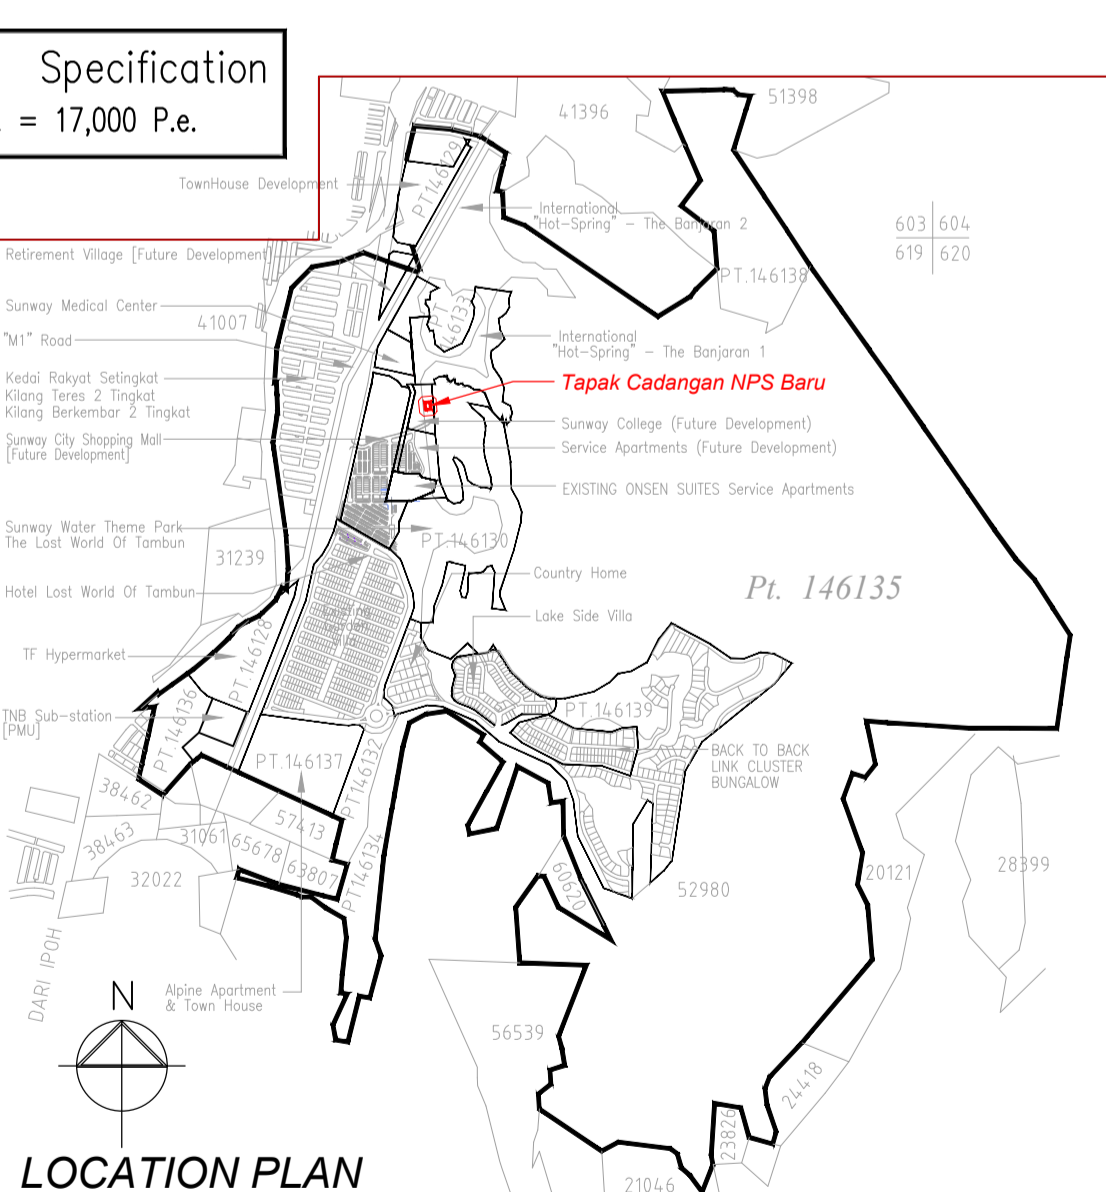 Specification
= 17,000 P.e.
41396
51398
TownHouse Development
PT146129
International
"Hot-Spring" - The Banjaran 2
603 604
619 620
Retirement Village [Future Development]
PT.146138
Sunway Medical Center
41007
PT
146133
"M1" Road
International
"Hot-Spring" - The Banjaran 1
Kedai Rakyat Setingkat
Kilang Teres 2 Tingkat
Kilang Berkembar 2 Tingkat
Tapak Cadangan NPS Baru
Sunway City Shopping Mall
[Future Development]
Sunway College (Future Development)
Service Apartments (Future Development)
EXISTING ONSEN SUITES Service Apartments
Sunway Water Theme Park
The Lost World Of Tambun
PT.146130
31239
Country Home
Pt. 146135
Hotel Lost World Of Tambun
Lake Side Villa
PT.146128
TF Hypermarket
PT.146136
PT.146139
TNB Sub-station
[PMU]
BACK TO BACK
LINK CLUSTER
BUNGALOW
PT.146137
PT146132
38462
57413
38463
31061
65678
63807
PT146134
32022
60620
52980
20121
28399
DARI IPOH
N
Alpine Apartment
& Town House
56539
24418
23826
LOCATION PLAN
21046